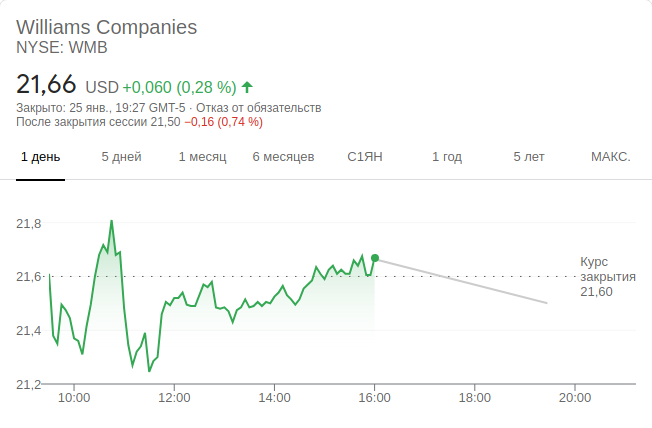 Williams Companies
NYSE: WMB
21,66 USD +0,060 (0,28 %)
Закрыто: 25 янв., 19:27 GMT-5 · Отказ от обязательств
После закрытия сессии 21,50 −0,16 (0,74 %)
1 день 5 дней 1 месяц 6 месяцев С1ЯН 1 год 5 лет МАКС.
21,8
Курс
21,6 закрытия
21,60
21,4
21,2
10:00 12:00 14:00 16:00 18:00 20:00